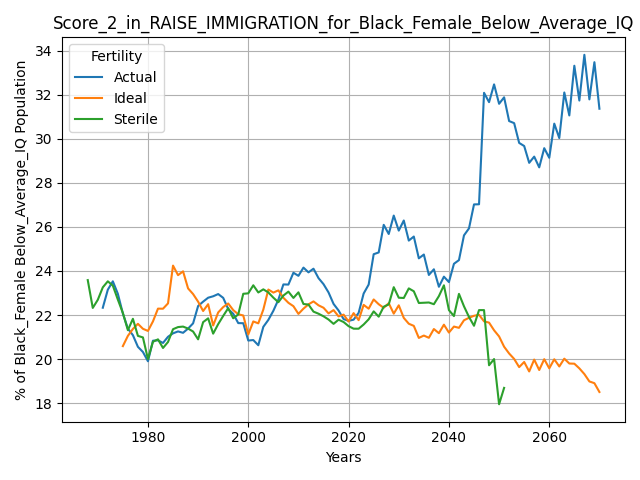 Score_2_in_RAISE_IMMIGRATION_for_Black_Female_Below_Average_IQ
% of Black_Female Below_Average_IQ Population
34
32
30
28
26
24
22
20
18
Fertility
Actual
Ideal
Sterile
1980
2000
2020
2040
2060
Years